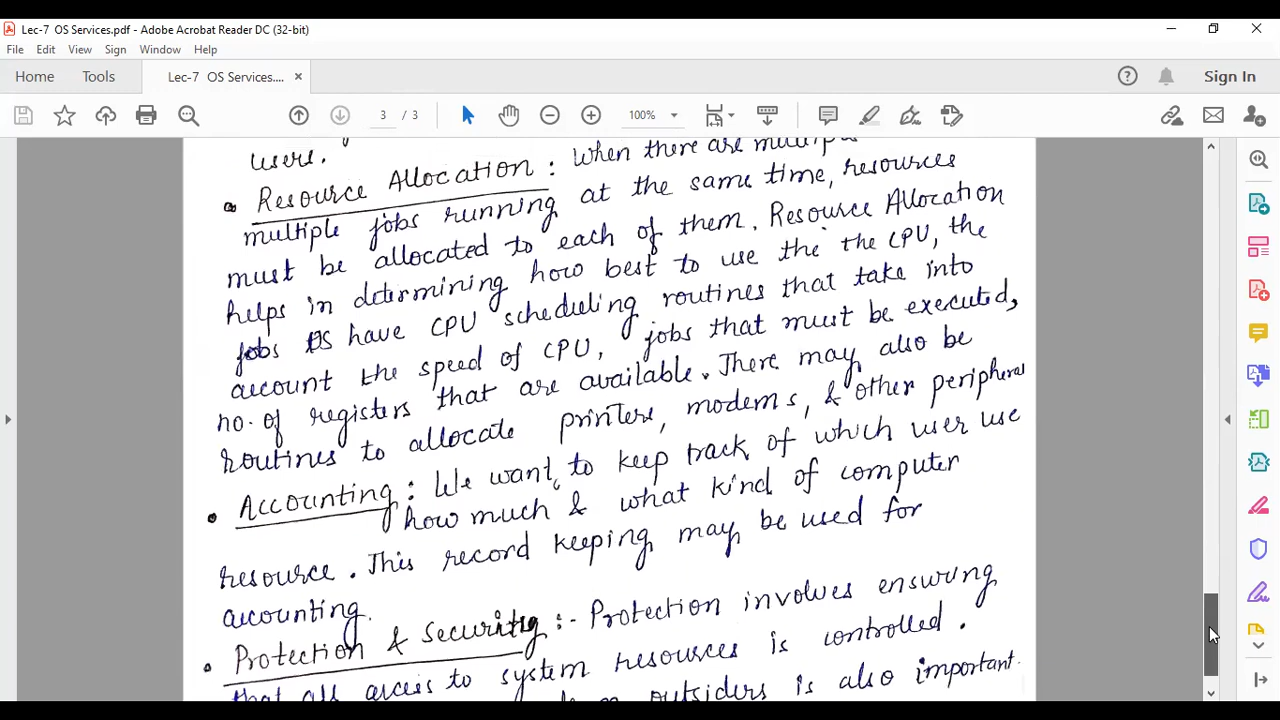 Lec-7 OS Services.pdf - Adobe Acrobat Reader DC (32-bit)
File Edit View Sign Window Help
Home Tools Lec-7 OS Services.... × Sign In
3 / 3 100%
users.
• Resource Allocation : When there are
multiple jobs running at the same time, resources
must be allocated to each of them. Resource Allocation
helps in determining how best to use the the CPU, the
jobs OS have CPU scheduling routines that take into
account the speed of CPU, jobs that must be executed,
no. of registers that are available. There may also be
routines to allocate printers, modems, & other peripheral
• Accounting : We want to keep track of which user use
how much & what kind of computer
resource. This record keeping may be used for
accounting.
• Protection & Security :- Protection involves ensuring
that all access to system resources is controlled.
outsiders is also important.